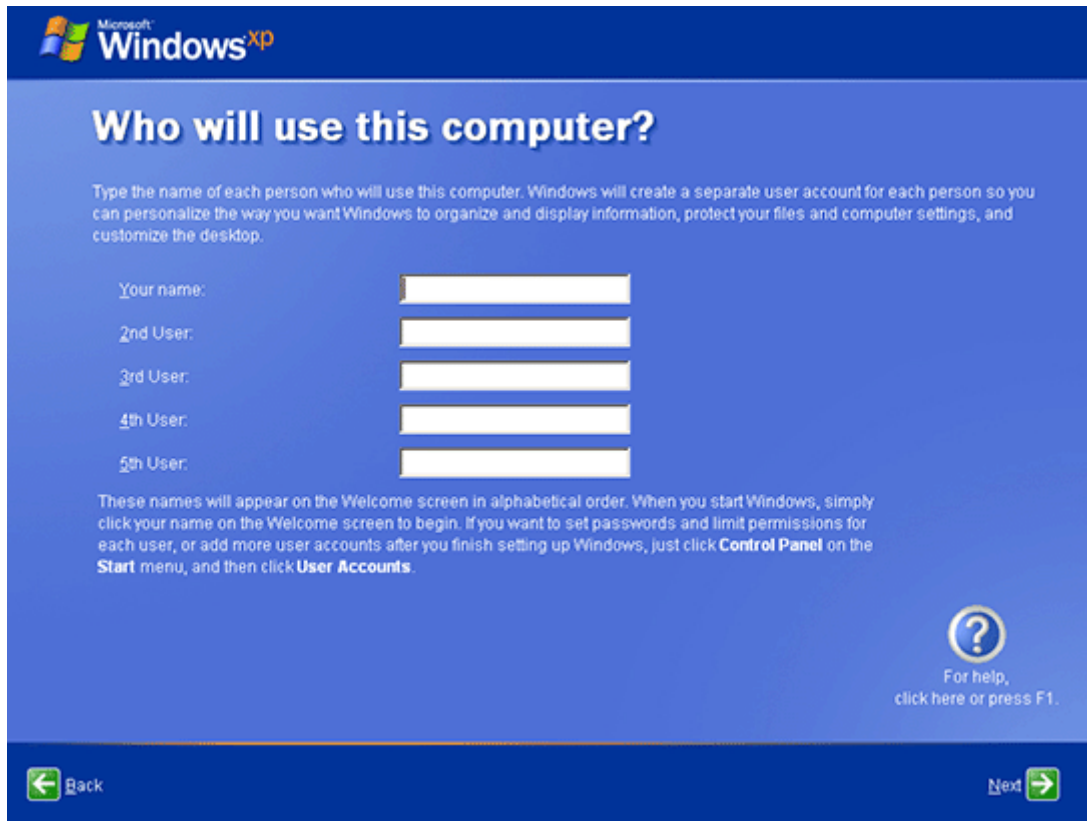 Microsoft
Windows xp
Who will use this computer?
Type the name of each person who will use this computer. Windows will create a separate user account for each person so you
can personalize the way you want Windows to organize and display information, protect your files and computer settings, and
customize the desktop.
Your name:
2nd User:
3rd User:
4th User:
5th User:
These names will appear on the Welcome screen in alphabetical order. When you start Windows, simply
click your name on the Welcome screen to begin. If you want to set passwords and limit permissions for
each user, or add more user accounts after you finish setting up Windows, just click Control Panel on the
Start menu, and then click User Accounts.
?
For help,
click here or press F1.
Back
Next